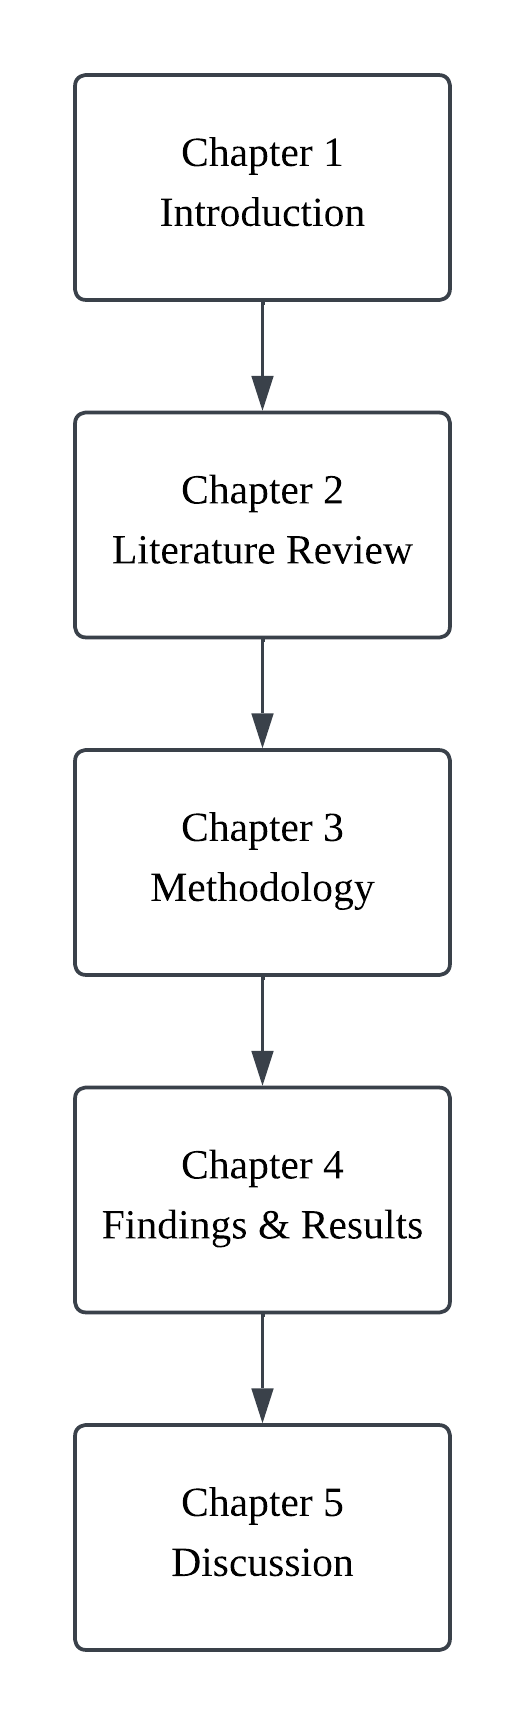 Chapter 1
Introduction
Chapter 2
Literature Review
Chapter 3
Methodology
Chapter 4
Findings & Results
Chapter 5
Discussion